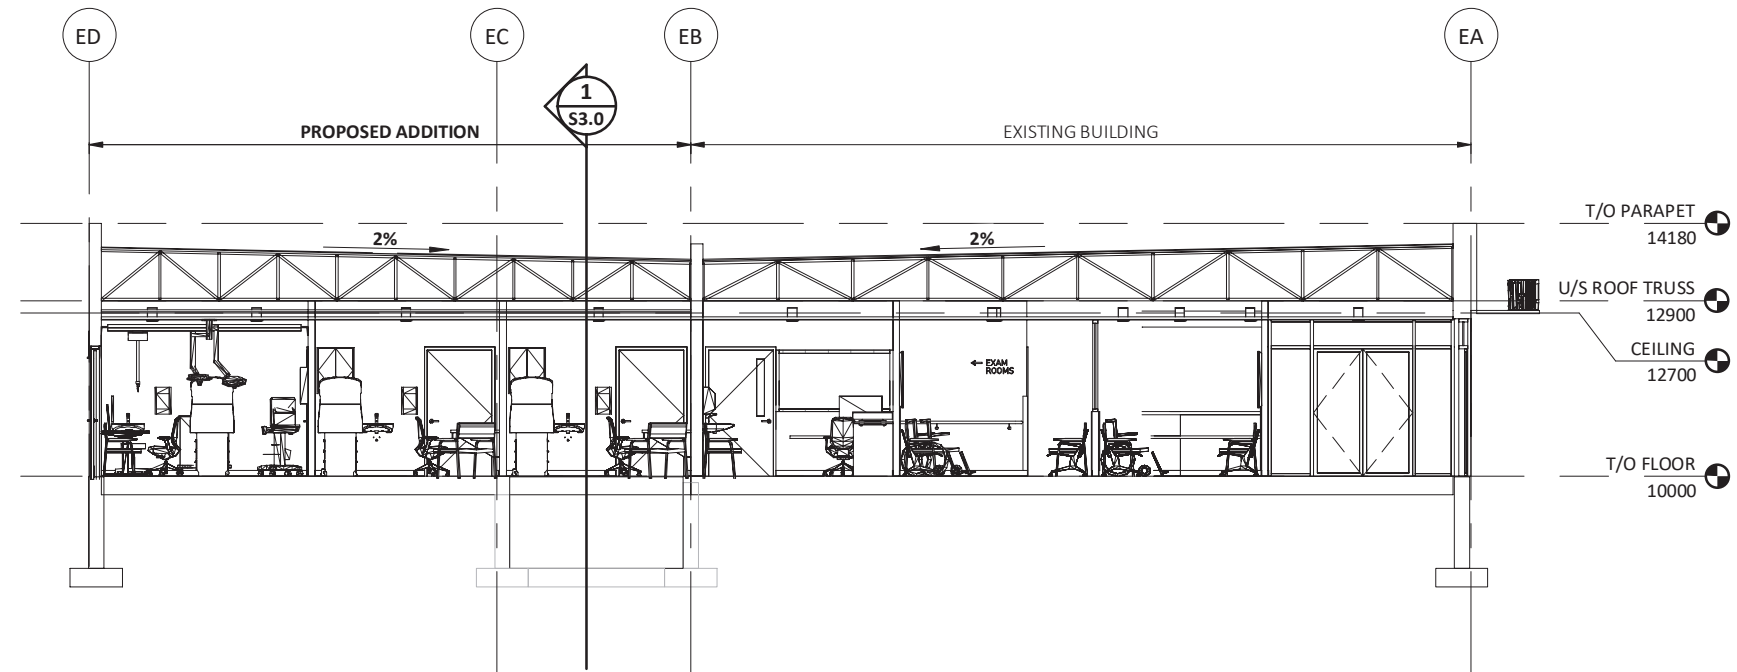 ED
EC
EB
EA
1
S3.0
PROPOSED ADDITION
EXISTING BUILDING
T/O PARAPET
14180
2%
2%
U/S ROOF TRUSS
12900
CEILING
12700
← EXAM
ROOMS
T/O FLOOR
10000